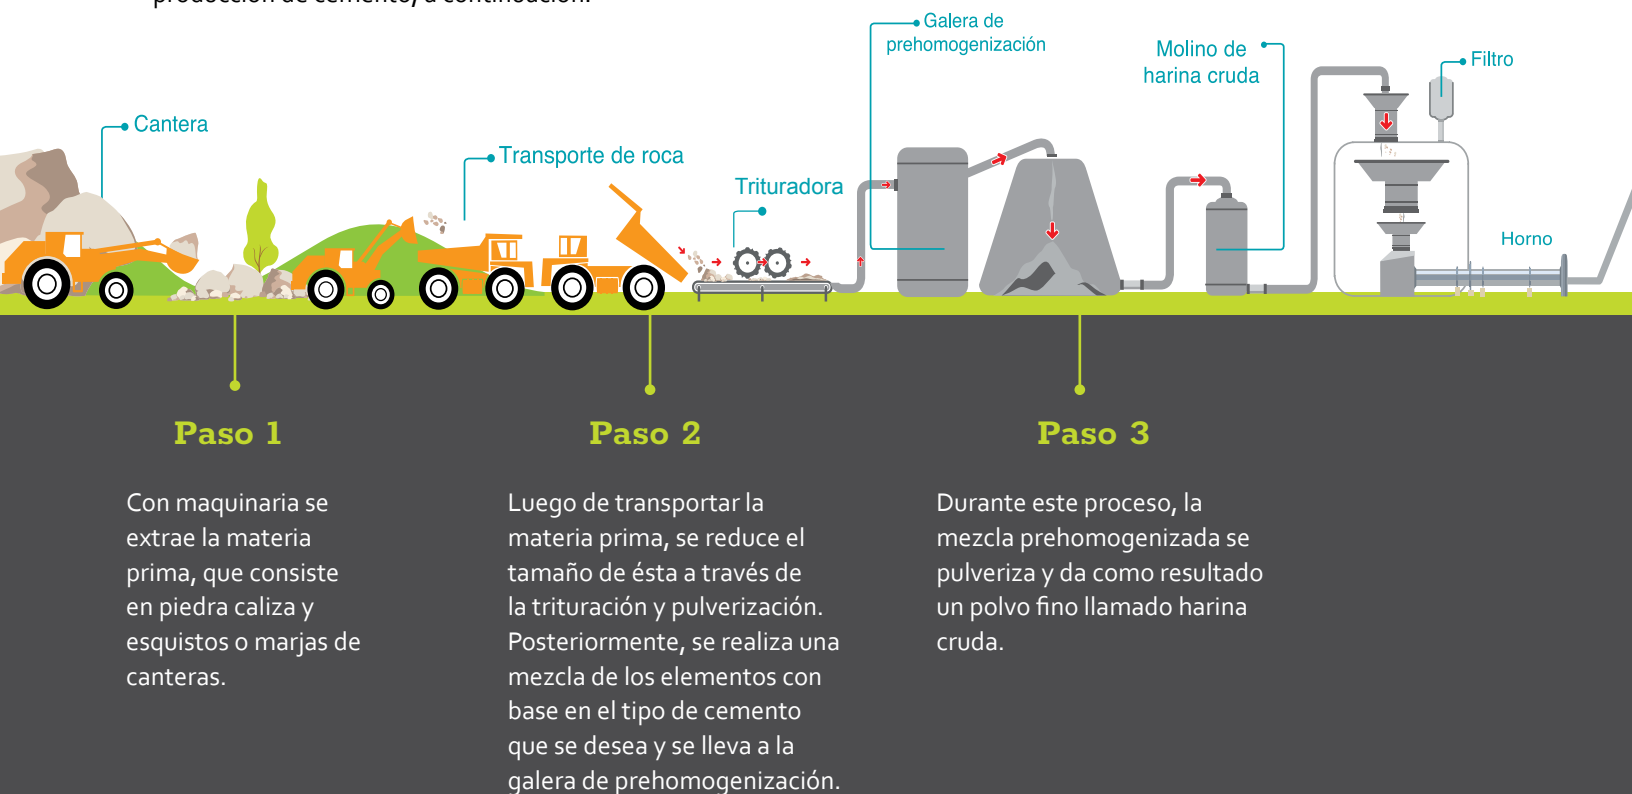 producción de cemento, a continuación.
Galera de
prehomogenización
Molino de
harina cruda
Filtro
Cantera
Transporte de roca
Trituradora
Horno
Paso 1
Con maquinaria se
extrae la materia
prima, que consiste
en piedra caliza y
esquistos o marjas de
canteras.
Paso 2
Luego de transportar la
materia prima, se reduce el
tamaño de ésta a través de
la trituración y pulverización.
Posteriormente, se realiza una
mezcla de los elementos con
base en el tipo de cemento
que se desea y se lleva a la
galera de prehomogenización.
Paso 3
Durante este proceso, la
mezcla prehomogenizada se
pulveriza y da como resultado
un polvo fino llamado harina
cruda.